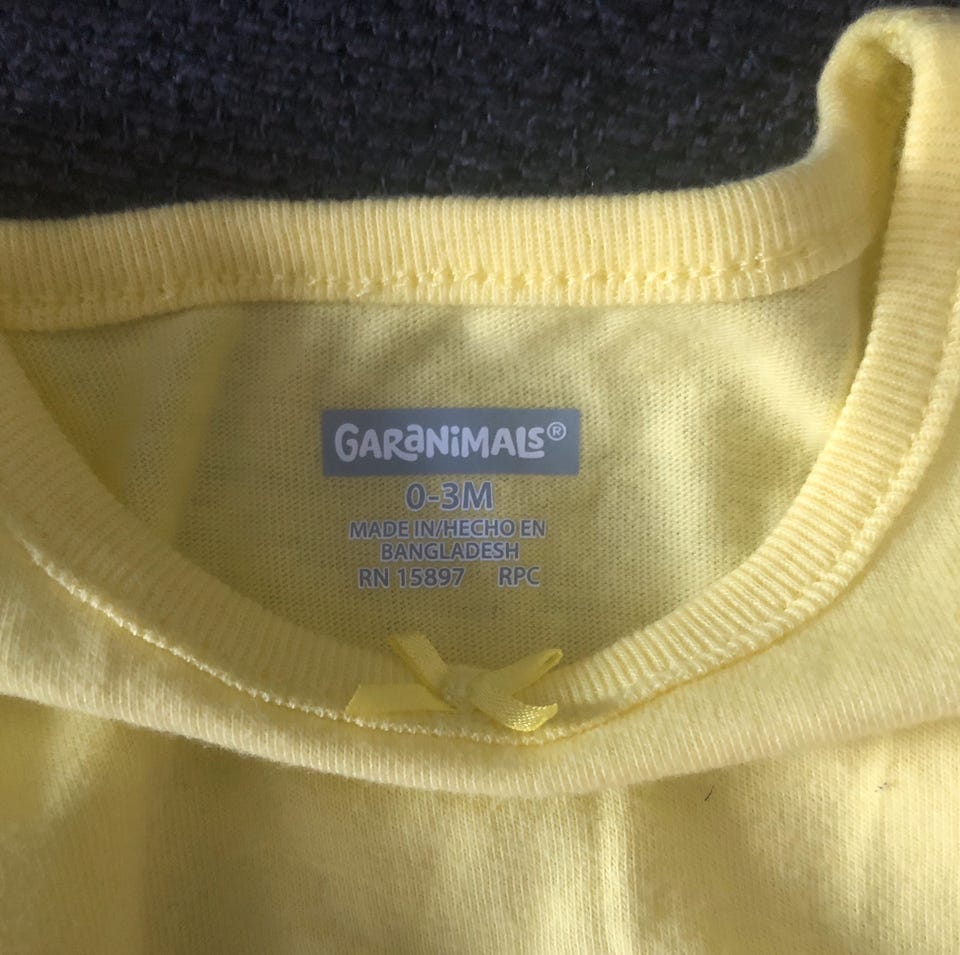 GARANiMALS®
0-3M
MADE IN/HECHO EN
BANGLADESH
RN 15897 RPC